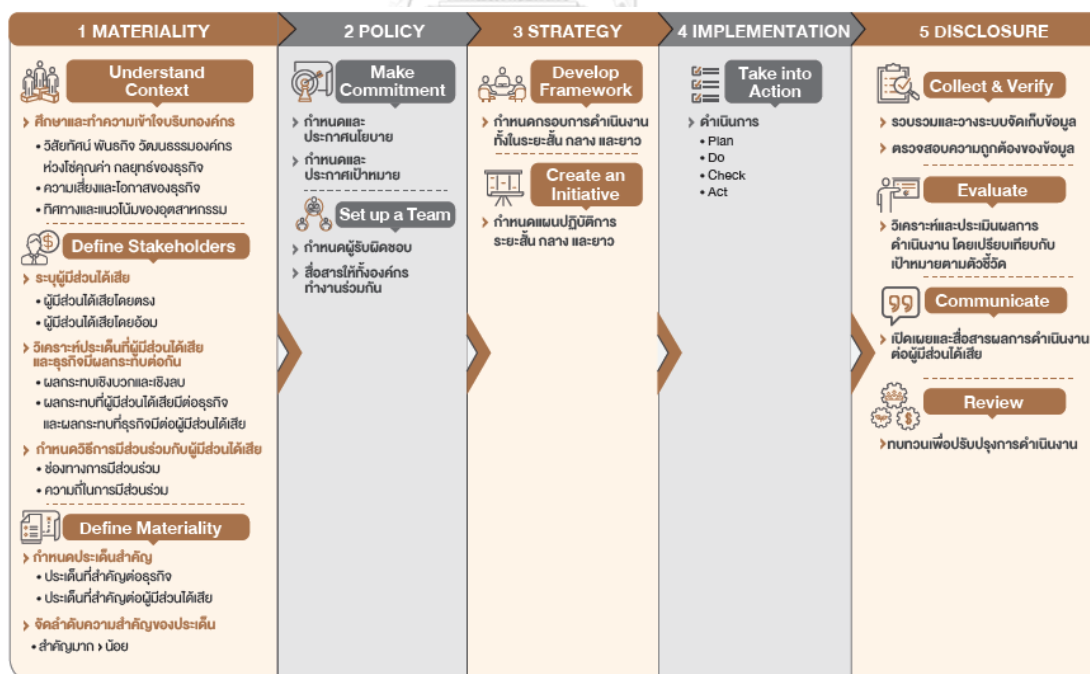 1 MATERIALITY
Understand
Context
ศึกษาและทำความเข้าใจบริบทองค์กร
• วิสัยทัศน์ พันธกิจ วัฒนธรรมองค์กร
ห่วงโซ่คุณค่า กลยุทธ์ของธุรกิจ
• ความเสี่ยงและโอกาสของธุรกิจ
• ทิศทางและแนวโน้มของอุตสาหกรรม
Define Stakeholders
ระบุผู้มีส่วนได้เสีย
• ผู้มีส่วนได้เสียโดยตรง
• ผู้มีส่วนได้เสียโดยอ้อม
วิเคราะห์ประเด็นที่ผู้มีส่วนได้เสีย
และธุรกิจมีผลกระทบต่อกัน
• ผลกระทบเชิงบวกและเชิงลบ
• ผลกระทบที่ผู้มีส่วนได้เสียมีต่อธุรกิจ
และผลกระทบที่ธุรกิจมีต่อผู้มีส่วนได้เสีย
กำหนดวิธีการมีส่วนร่วมกับผู้มีส่วนได้เสีย
• ช่องทางการมีส่วนร่วม
• ความถี่ในการมีส่วนร่วม
Define Materiality
กำหนดประเด็นสำคัญ
• ประเด็นที่สำคัญต่อธุรกิจ
• ประเด็นที่สำคัญต่อผู้มีส่วนได้เสีย
จัดลำดับความสำคัญของประเด็น
• สำคัญมาก › น้อย
2 POLICY
Make
Commitment
กำหนดและ
ประกาศนโยบาย
กำหนดและ
ประกาศเป้าหมาย
Set up a Team
กำหนดผู้รับผิดชอบ
สื่อสารให้ทั้งองค์กร
ทำงานร่วมกัน
3 STRATEGY
Develop
Framework
กำหนดกรอบการดำเนินงาน
ทั้งในระยะสั้น กลาง และยาว
Create an
Initiative
กำหนดแผนปฏิบัติการ
ระยะสั้น กลาง และยาว
4 IMPLEMENTATION
Take into
Action
ดำเนินการ
• Plan
• Do
• Check
• Act
5 DISCLOSURE
Collect & Verify
รวบรวมและวางระบบจัดเก็บข้อมูล
ตรวจสอบความถูกต้องของข้อมูล
Evaluate
วิเคราะห์และประเมินผลการ
ดำเนินงาน โดยเปรียบเทียบกับ
เป้าหมายตามตัวชี้วัด
Communicate
เปิดเผยและสื่อสารผลการดำเนินงาน
ต่อผู้มีส่วนได้เสีย
Review
ทบทวนเพื่อปรับปรุงการดำเนินงาน